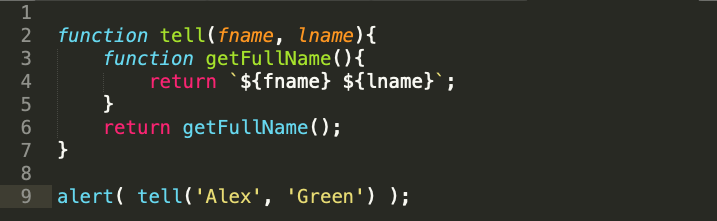 1
2 function tell(fname, lname){
3     function getFullName(){
4         return `${fname} ${lname}`;
5     }
6     return getFullName();
7 }
8
9 alert( tell('Alex', 'Green') );